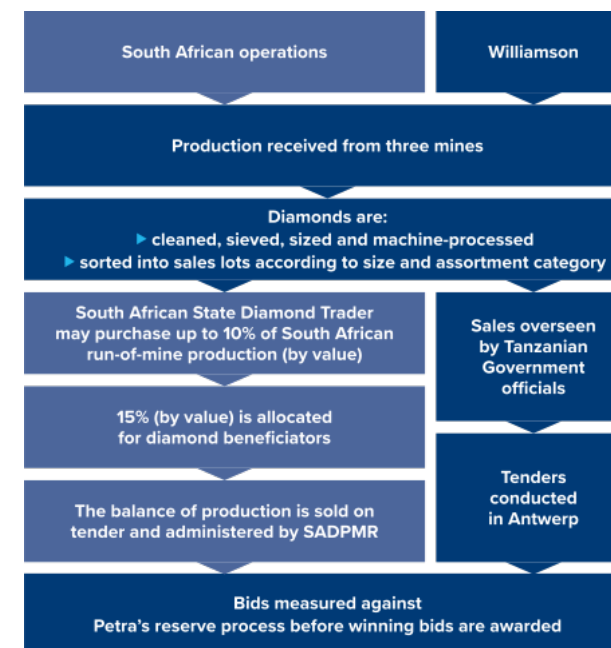 South African operations
Williamson
Production received from three mines
Diamonds are:
▶ cleaned, sieved, sized and machine-processed
▶ sorted into sales lots according to size and assortment category
South African State Diamond Trader
may purchase up to 10% of South African
run-of-mine production (by value)
15% (by value) is allocated
for diamond beneficiators
The balance of production is sold on
tender and administered by SADPMR
Sales overseen
by Tanzanian
Government
officials
Tenders
conducted
in Antwerp
Bids measured against
Petra's reserve process before winning bids are awarded